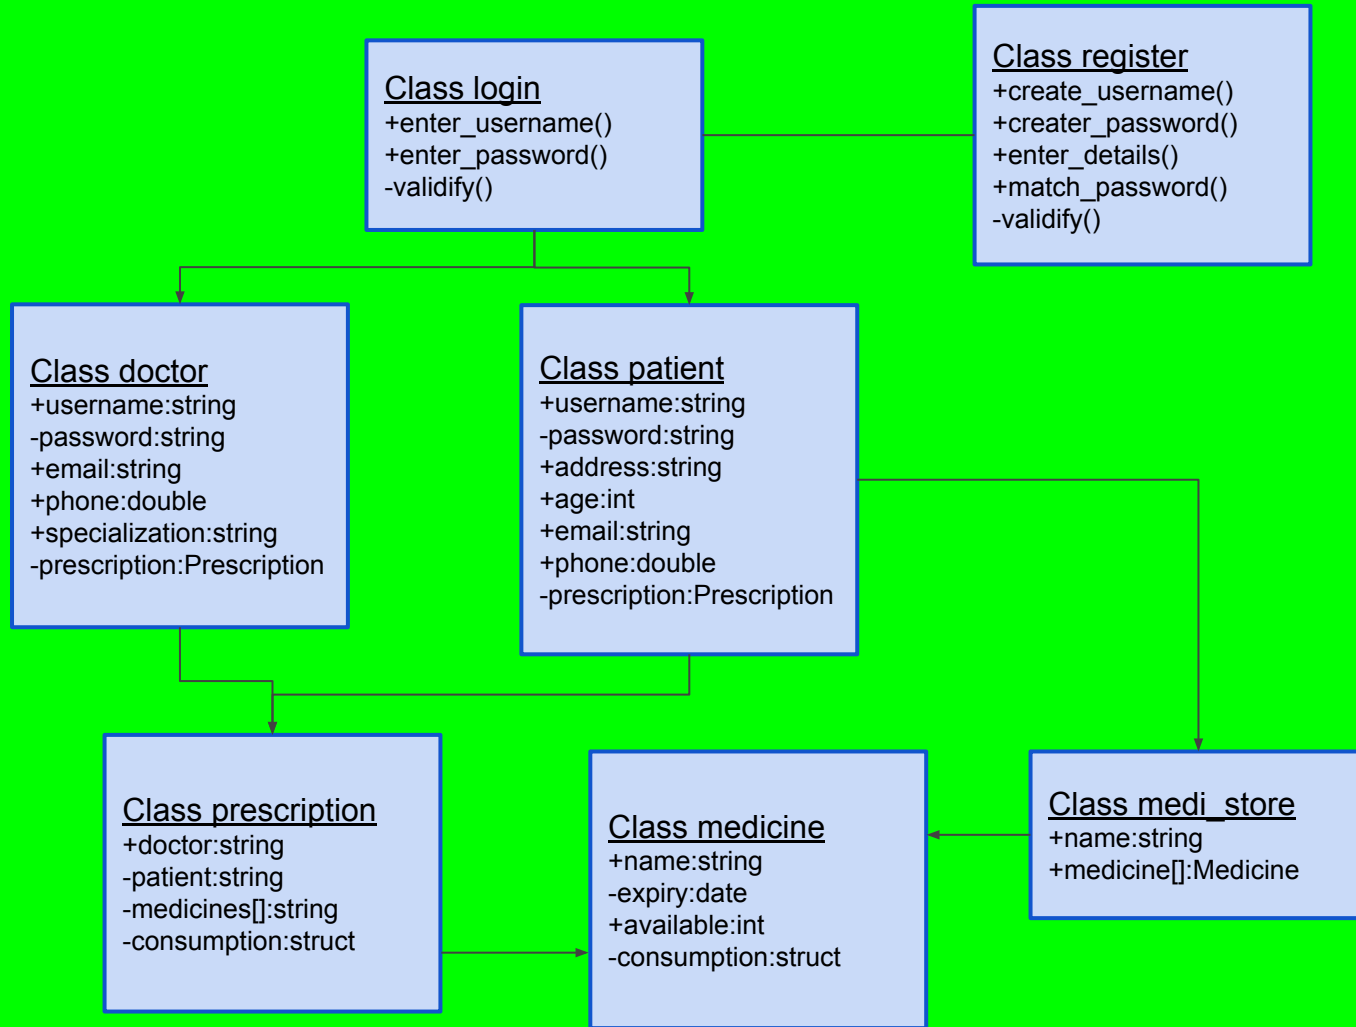 Class login
+enter_username()
+enter_password()
-validify()
Class register
+create_username()
+creater_password()
+enter_details()
+match_password()
-validify()
Class doctor
+username:string
-password:string
+email:string
+phone:double
+specialization:string
-prescription:Prescription
Class patient
+username:string
-password:string
+address:string
+age:int
+email:string
+phone:double
-prescription:Prescription
Class prescription
+doctor:string
-patient:string
-medicines[]:string
-consumption:struct
Class medicine
+name:string
-expiry:date
+available:int
-consumption:struct
Class medi_store
+name:string
+medicine[]:Medicine